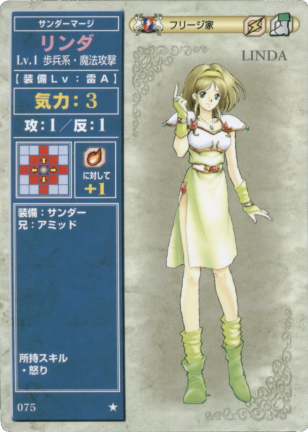 サンダーマージ
リンダ
Lv.1 歩兵系・魔法攻撃
【装備Lv：雷A】
気力：3
攻：1／反：1
に対して
+1
装備：サンダー
兄：アミッド
所持スキル
・怒り
075 ★
フリージ家
LINDA